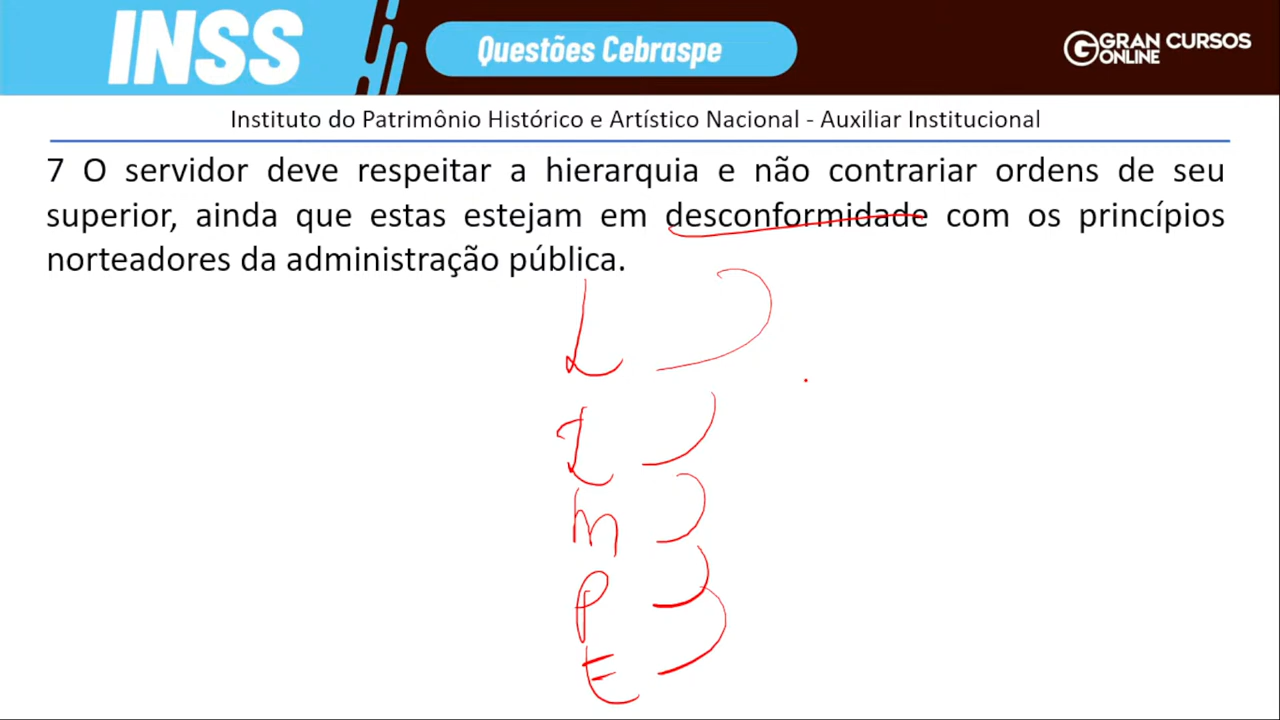 INSS
Questões Cebraspe
GRAN CURSOS
ONLINE
Instituto do Patrimônio Histórico e Artístico Nacional - Auxiliar Institucional
7 O servidor deve respeitar a hierarquia e não contrariar ordens de seu
superior, ainda que estas estejam em desconformidade com os princípios
norteadores da administração pública.
L
I
M
P
E